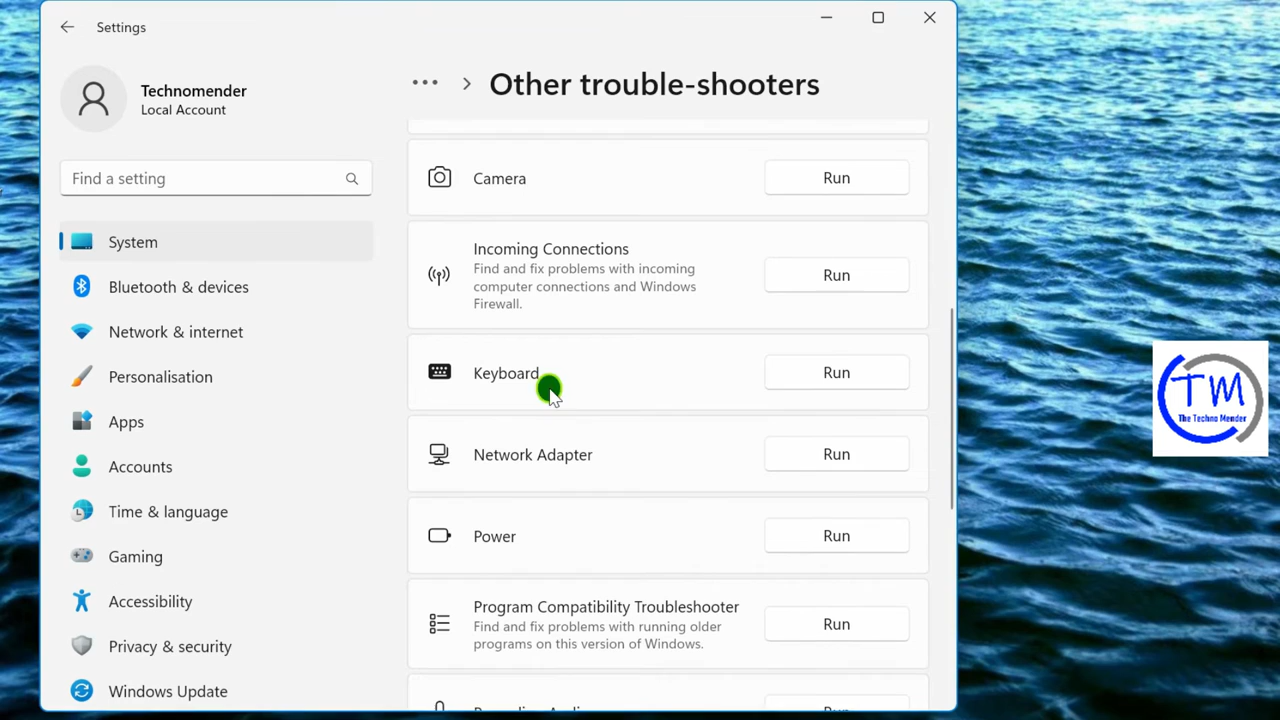 Settings
Technomender
Local Account
Find a setting
System
Bluetooth & devices
Network & internet
Personalisation
Apps
Accounts
Time & language
Gaming
Accessibility
Privacy & security
Windows Update
Other trouble-shooters
Camera
Run
Incoming Connections
Find and fix problems with incoming
computer connections and Windows
Firewall.
Run
Keyboard
Run
Network Adapter
Run
Power
Run
Program Compatibility Troubleshooter
Find and fix problems with running older
programs on this version of Windows.
Run
TM
The Techno Mender